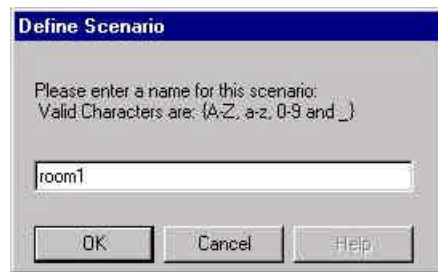 Define Scenario
Please enter a name for this scenario:
Valid Characters are: {A-Z, a-z, 0-9 and _}
room1
OK Cancel Help